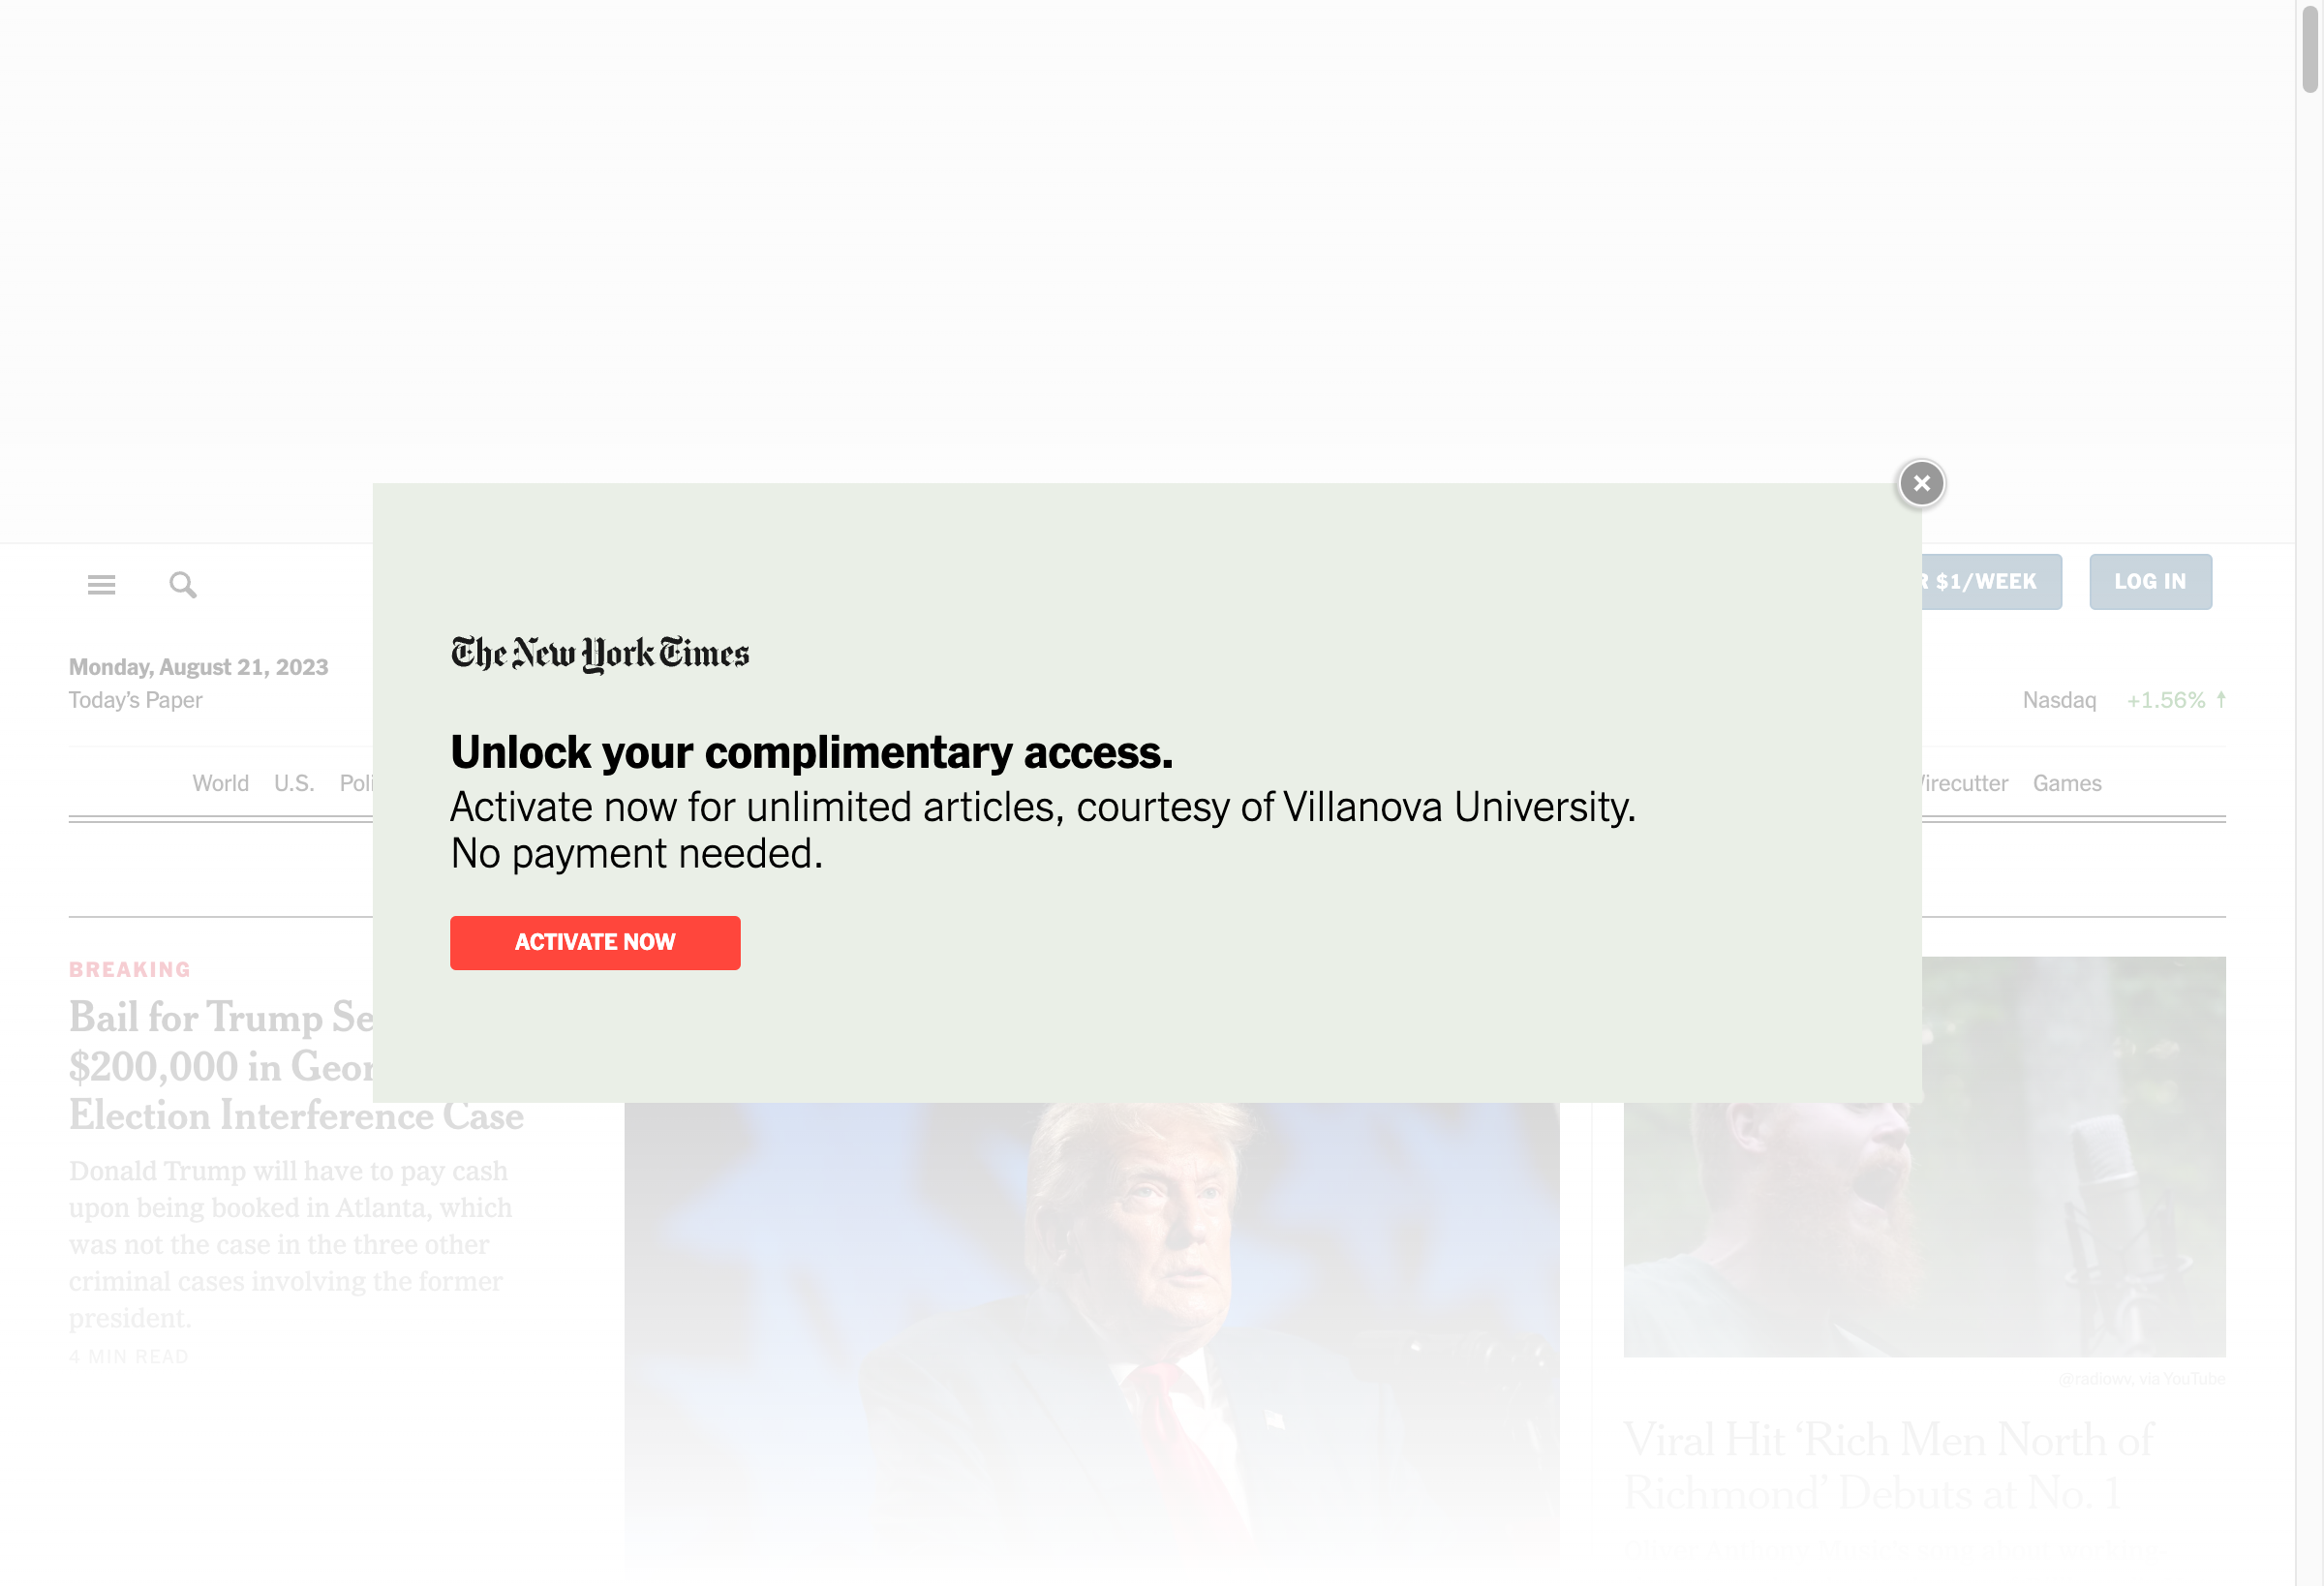 R $1/WEEK
LOG IN
The New York Times
Monday, August 21, 2023
Today's Paper
Nasdaq +1.56%
Unlock your complimentary access.
World U.S. Poli
irecutter Games
Activate now for unlimited articles, courtesy of Villanova University.
No payment needed.
ACTIVATE NOW
BREAKING
Bail for Trump Se
$200,000 in Geor
Election Interference Case
Donald Trump will have to pay cash
upon being booked in Atlanta, which
was not the case in the three other
criminal cases involving the former
president.
4 MIN READ
@radiowv, via YouTube
Viral Hit ‘Rich Men North of
Richmond’ Debuts at No. 1